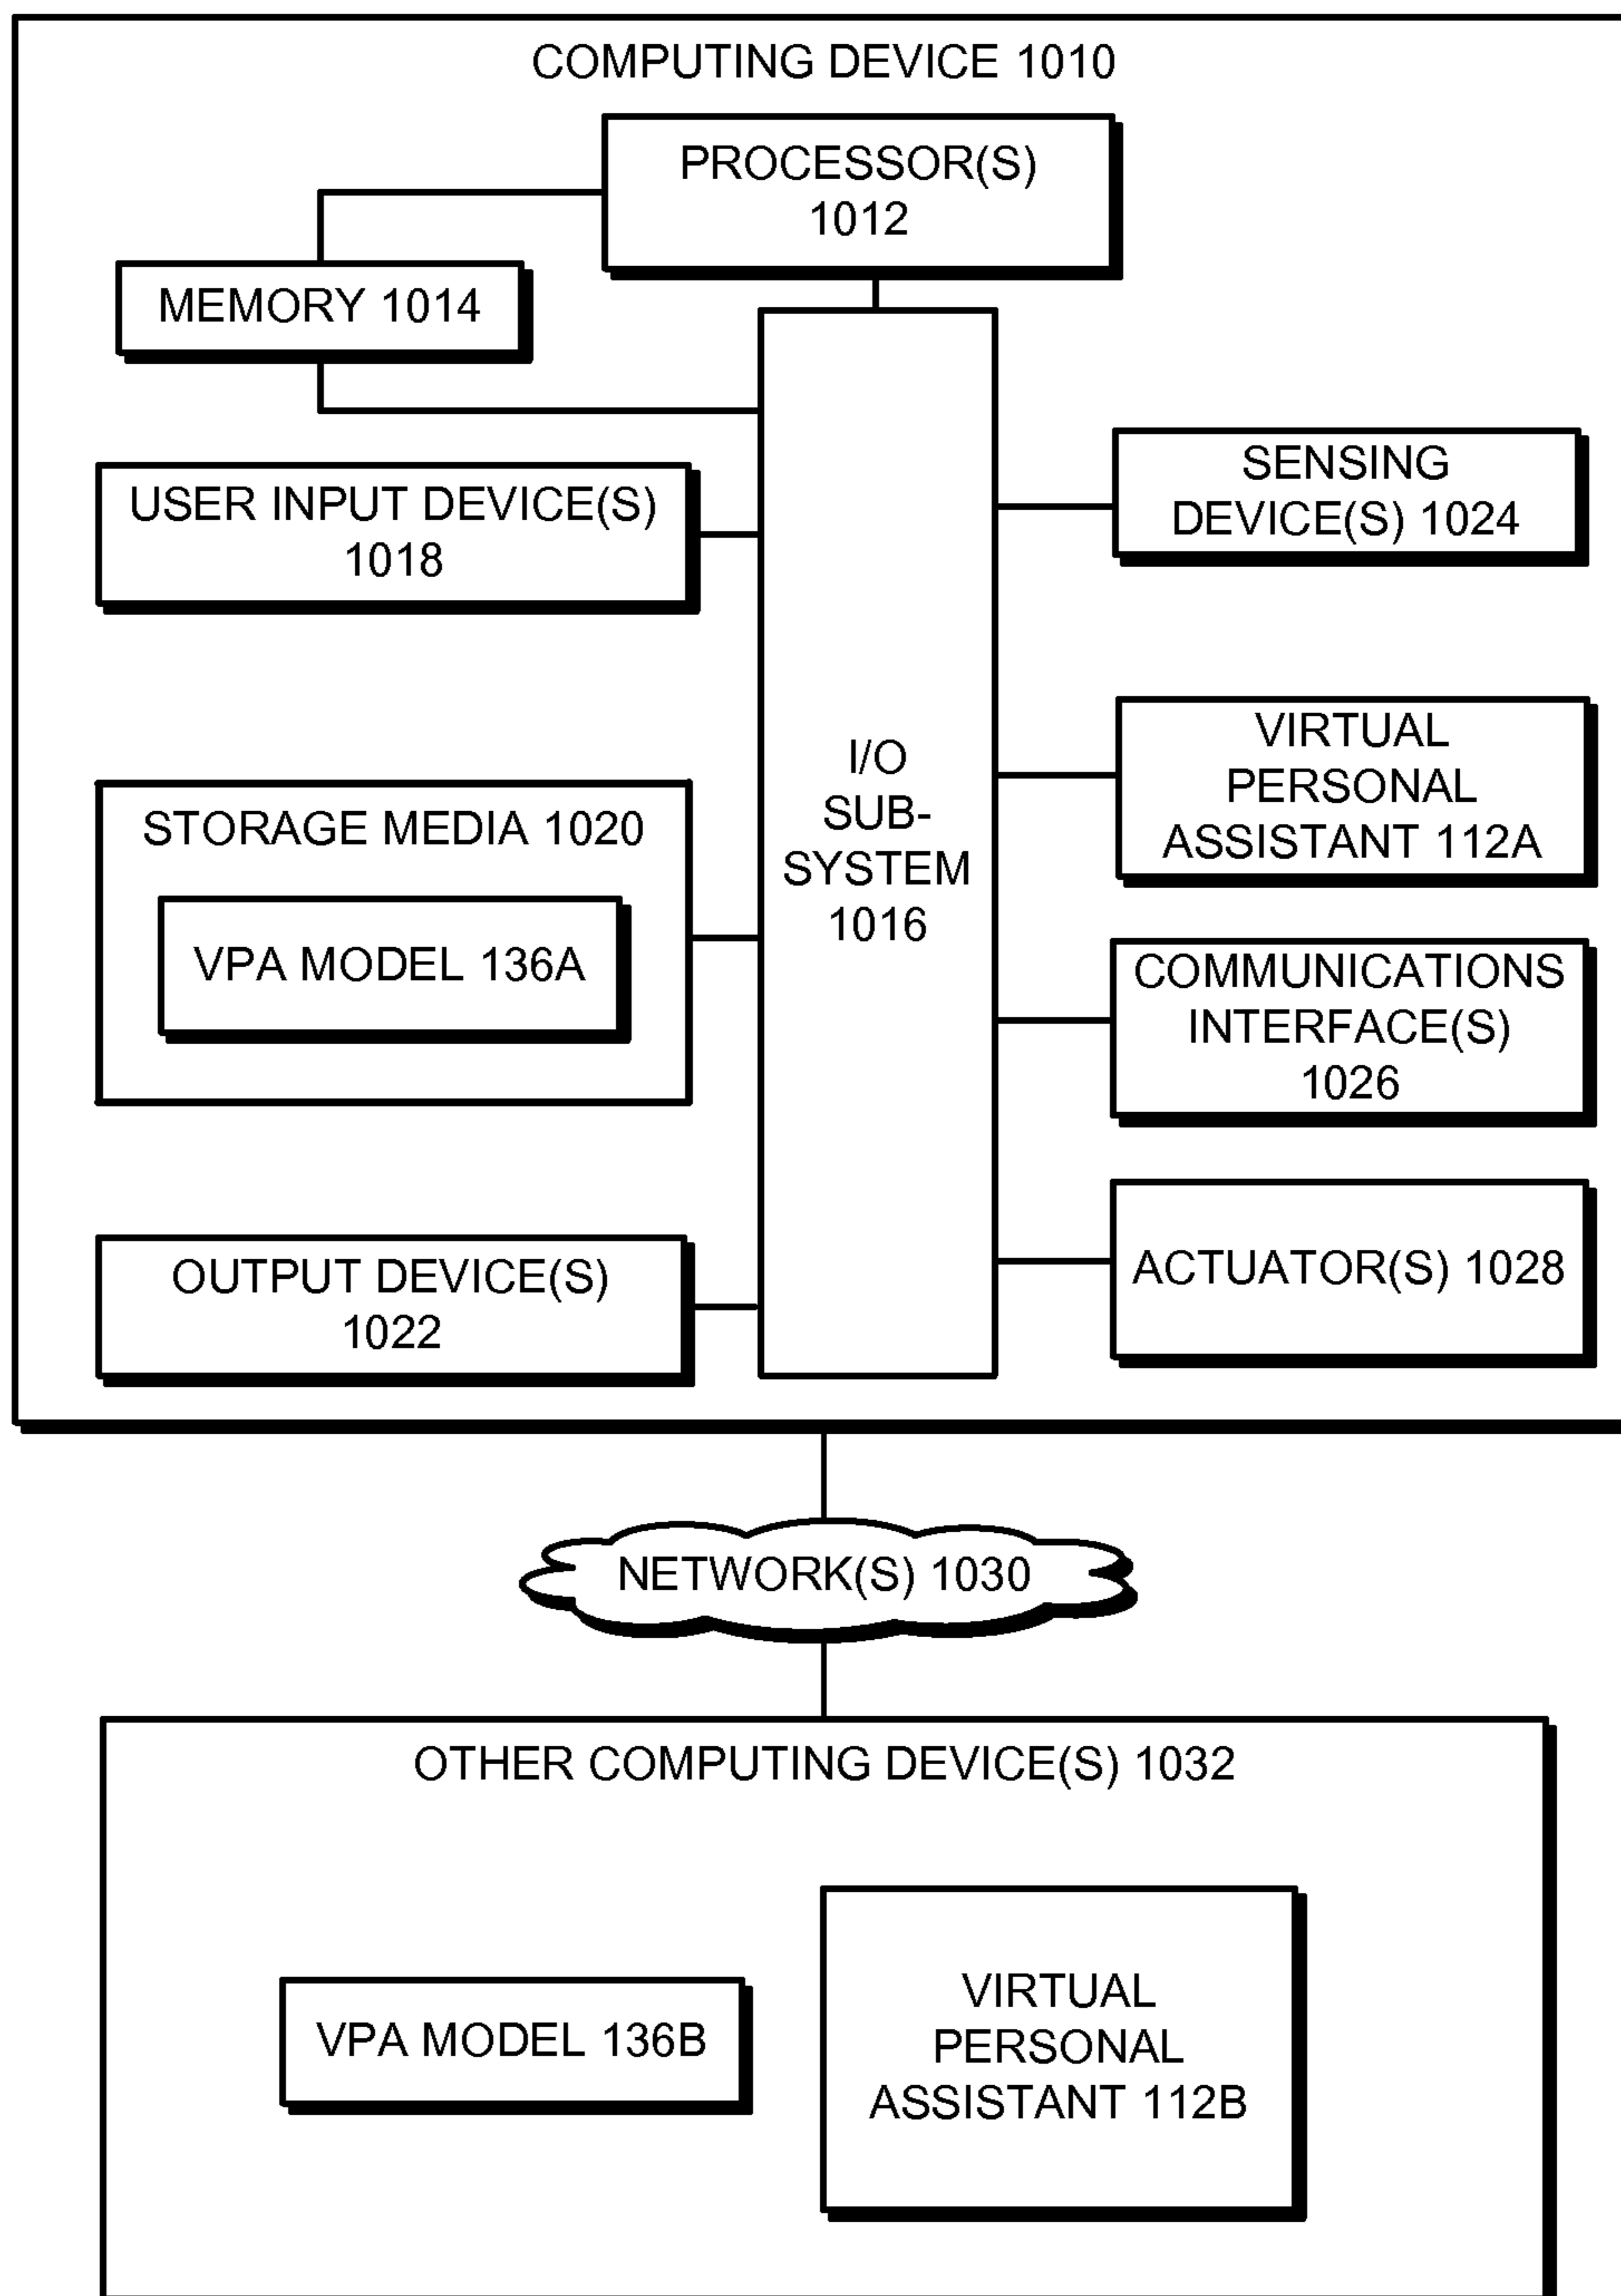 COMPUTING DEVICE 1010
PROCESSOR(S)
1012
MEMORY 1014
USER INPUT DEVICE(S)
1018
STORAGE MEDIA 1020
VPA MODEL 136A
OUTPUT DEVICE(S)
1022
I/O
SUB-
SYSTEM
1016
SENSING
DEVICE(S) 1024
VIRTUAL
PERSONAL
ASSISTANT 112A
COMMUNICATIONS
INTERFACE(S)
1026
ACTUATOR(S) 1028
NETWORK(S) 1030
OTHER COMPUTING DEVICE(S) 1032
VPA MODEL 136B
VIRTUAL
PERSONAL
ASSISTANT 112B